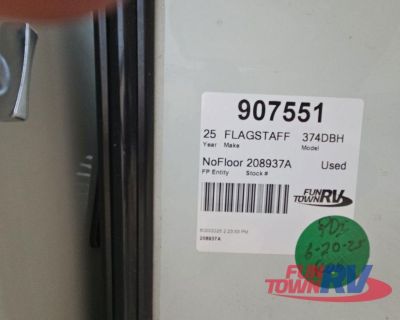 907551
25 FLAGSTAFF 374DBH
Year Make Model
NoFloor 208937A Used
FP Entity Stock #
FUN
TOWN RV
208937A
PDI
6-20-25
FUN
TOWN RV